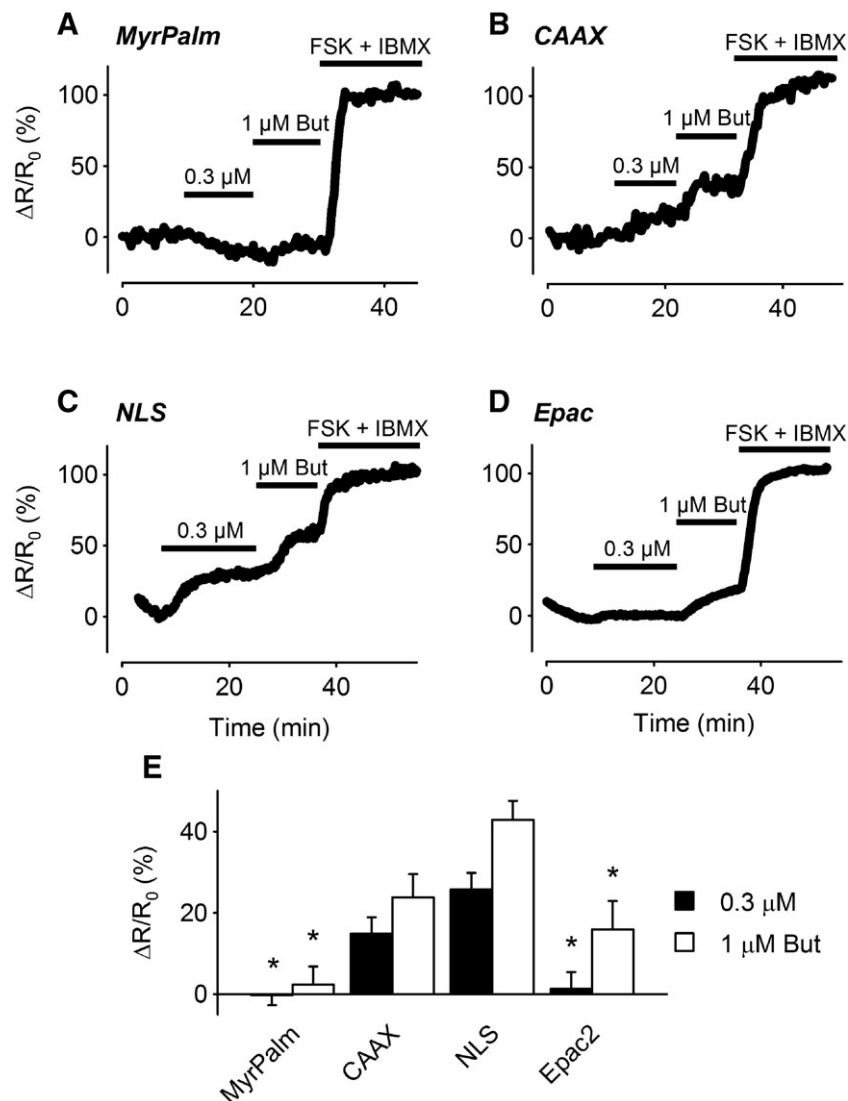 A MyrPalm
FSK + IBMX
1 µM But
0.3 µM
ΔR/R0 (%)
100
50
0
0 20 40
B CAAX
FSK + IBMX
1 µM But
0.3 µM
100
50
0
0 20 40
C NLS
FSK + IBMX
1 µM But
0.3 µM
ΔR/R0 (%)
100
50
0
0 20 40
Time (min)
D Epac
FSK + IBMX
1 µM But
0.3 µM
100
50
0
0 20 40
Time (min)
E
ΔR/R0 (%)
40
20
0
* *
* *
MyrPalm
CAAX
NLS
Epac2
0.3 µM
1 µM But